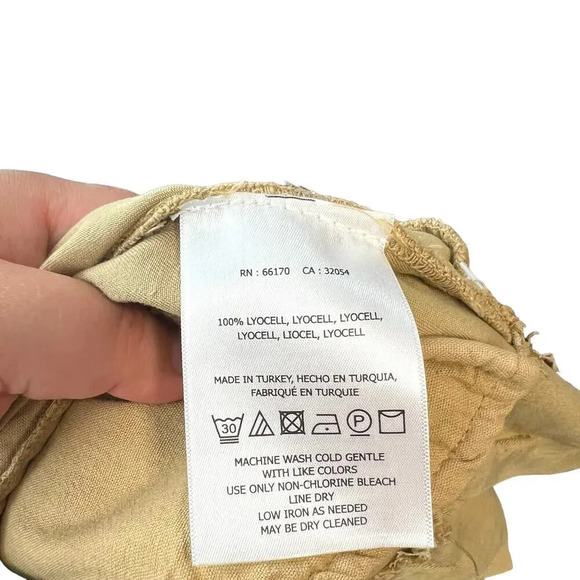 RN : 66170 CA : 32054
100% LYOCELL, LYOCELL, LYOCELL,
LYOCELL, LIOCEL, LYOCELL
MADE IN TURKEY, HECHO EN TURQUIA,
FABRIQUÉ EN TURQUIE
30 P
MACHINE WASH COLD GENTLE
WITH LIKE COLORS
USE ONLY NON-CHLORINE BLEACH
LINE DRY
LOW IRON AS NEEDED
MAY BE DRY CLEANED